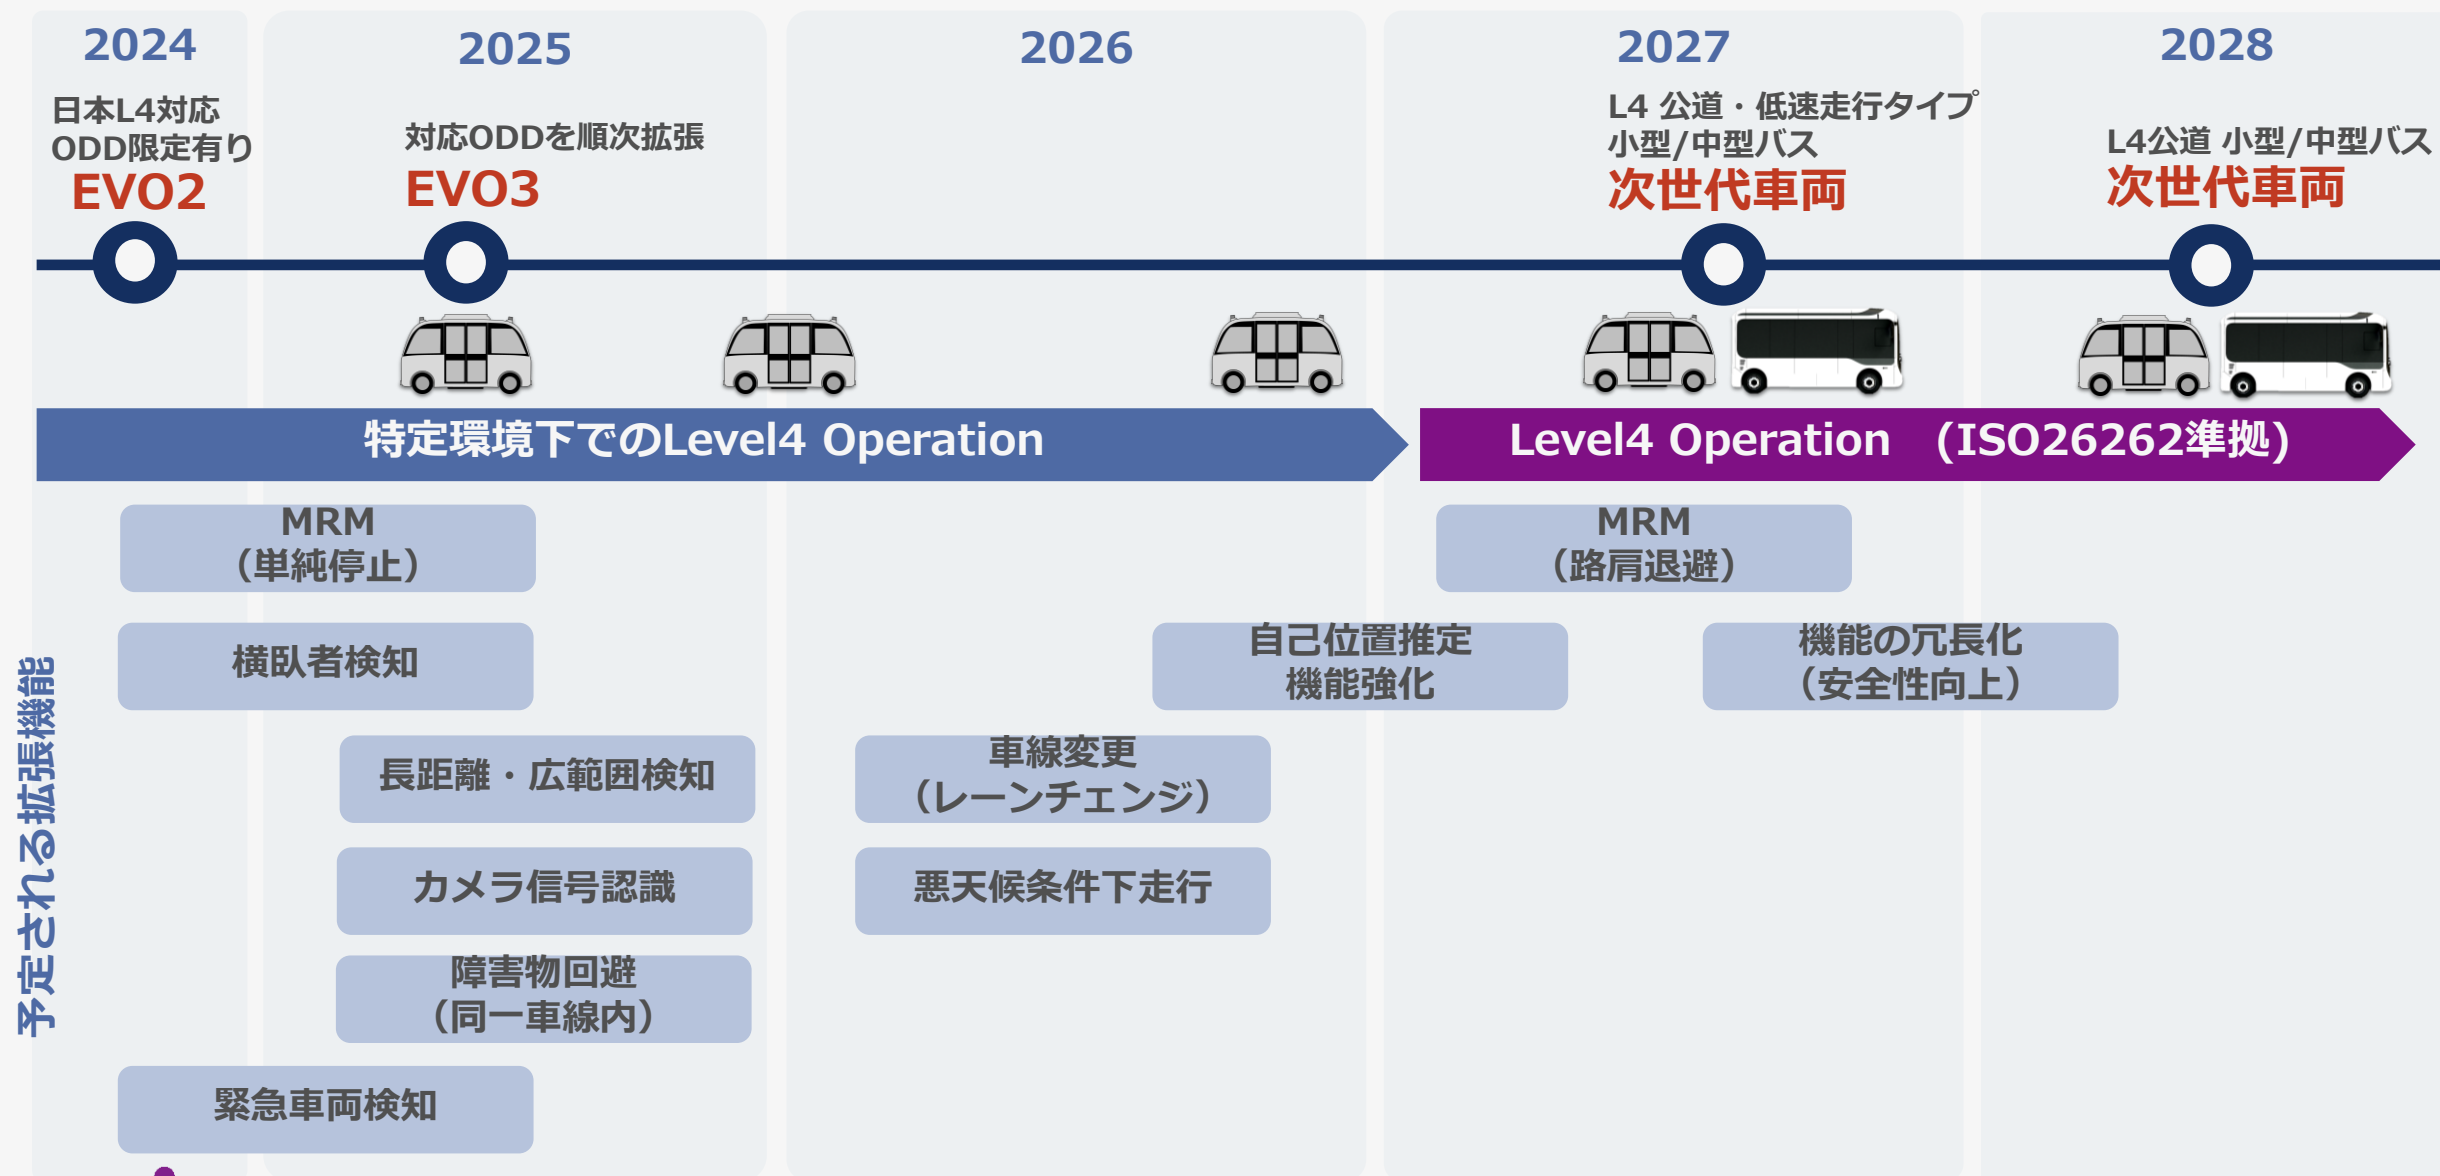 2024
2025
2026
2027
2028
日本L4対応
ODD限定有り
EVO2
対応ODDを順次拡張
EVO3
L4 公道・低速走行タイプ
小型/中型バス
次世代車両
L4公道 小型/中型バス
次世代車両
特定環境下でのLevel4 Operation
Level4 Operation (ISO26262準拠)
予定される拡張機能
MRM
（単純停止）
MRM
（路肩退避）
横臥者検知
自己位置推定
機能強化
機能の冗長化
（安全性向上）
長距離・広範囲検知
車線変更
（レーンチェンジ）
カメラ信号認識
悪天候条件下走行
障害物回避
（同一車線内）
緊急車両検知